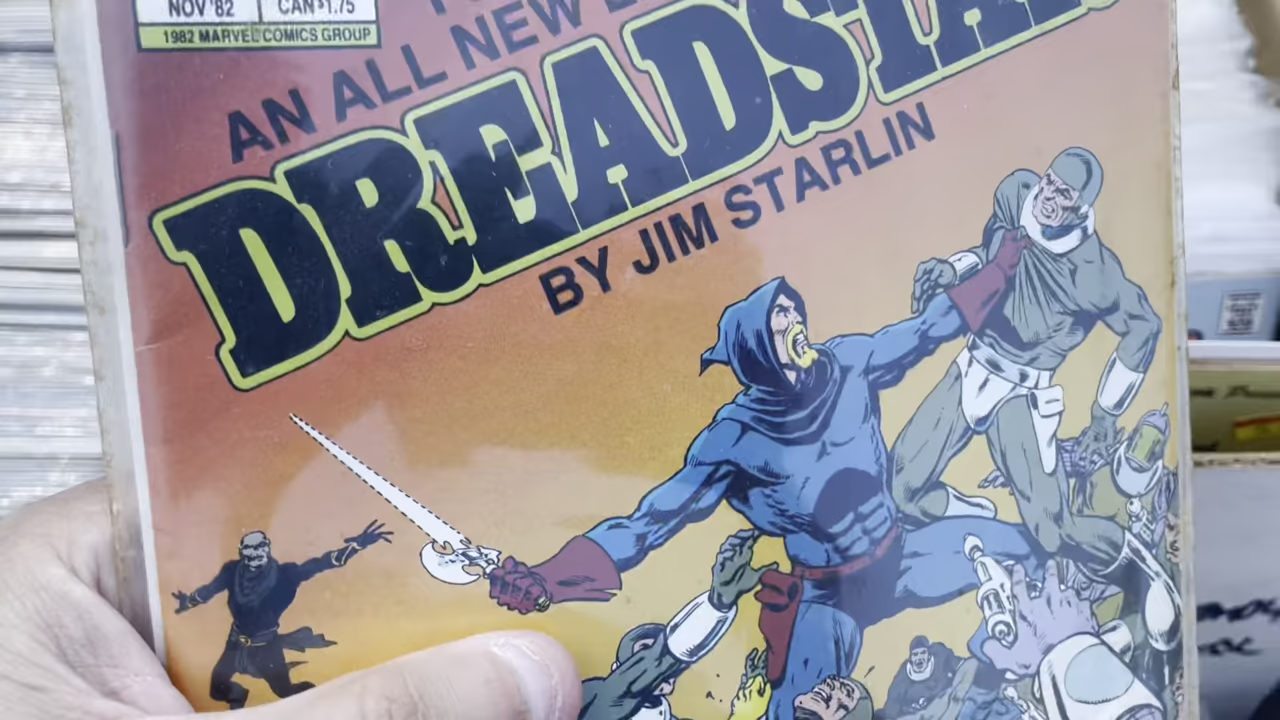 NOV '82
CAN $1.75
1982 MARVEL COMICS GROUP
AN ALL NEW
DREADSTAR
BY JIM STARLIN